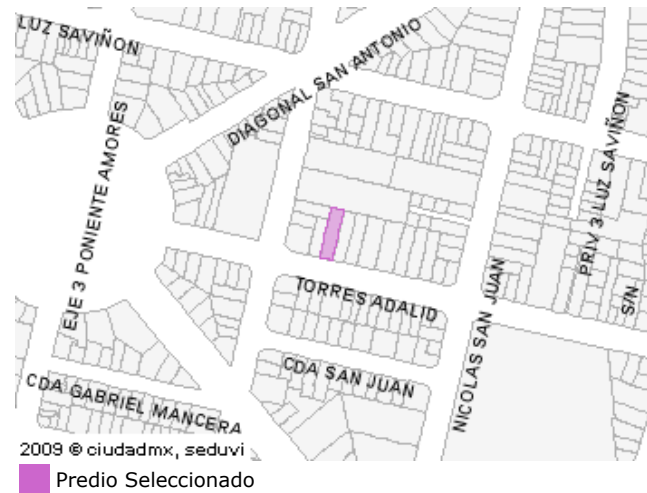 LUZ SAVIÑON
DIAGONAL SAN ANTONIO
EJE 3 PONIENTE AMORES
PRIV 3 LUZ SAVIÑON
TORRES ADALID
S/N
NICOLAS SAN JUAN
CDA SAN JUAN
CDA GABRIEL MANCERA
2009 © ciudadmx, seduvi
Predio Seleccionado